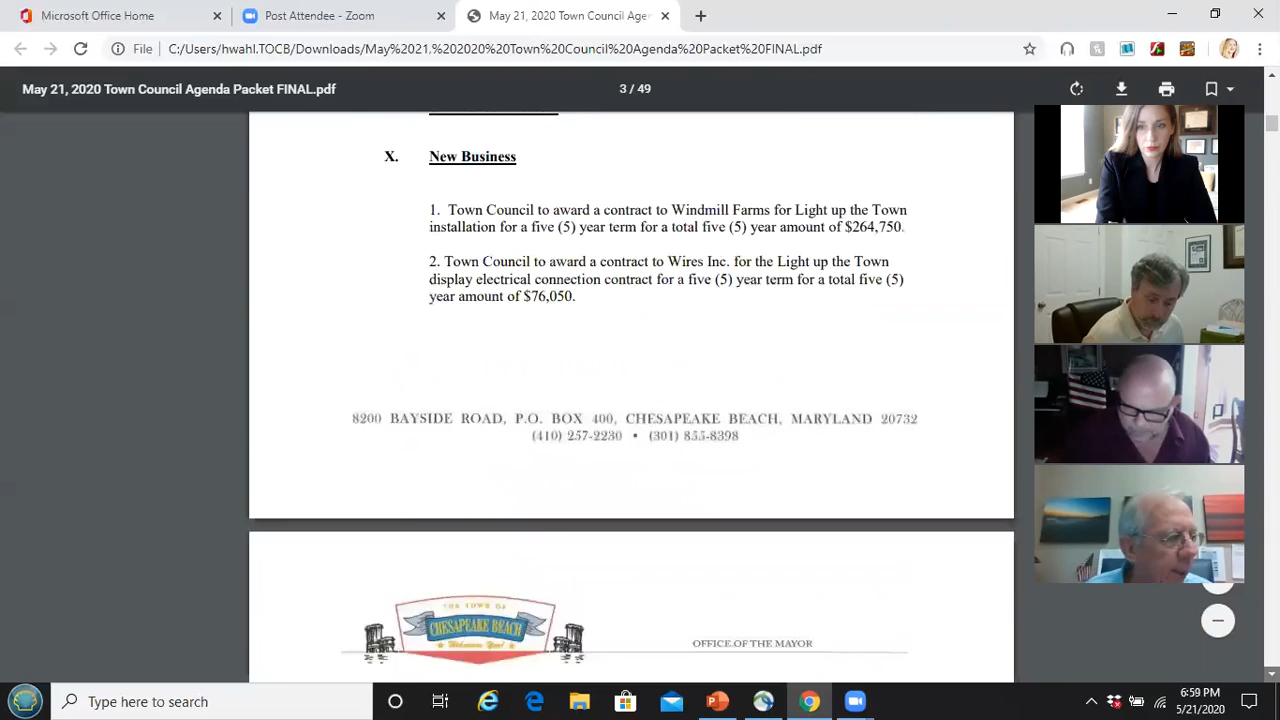 Microsoft Office Home
Post Attendee - Zoom
May 21, 2020 Town Council Age
File
C:/Users/hwahl.TOCB/Downloads/May%2021,%202020%20Town%20Council%20Agenda%20Packet%20FINAL.pdf
May 21, 2020 Town Council Agenda Packet FINAL.pdf
3 / 49
X. New Business
1. Town Council to award a contract to Windmill Farms for Light up the Town
installation for a five (5) year term for a total five (5) year amount of $264,750.
2. Town Council to award a contract to Wires Inc. for the Light up the Town
display electrical connection contract for a five (5) year term for a total five (5)
year amount of $76,050.
8200 BAYSIDE ROAD, P.O. BOX 400, CHESAPEAKE BEACH, MARYLAND 20732
(410) 257-2230 • (301) 855-8398
THE TOWN OF
CHESAPEAKE BEACH
OFFICE OF THE MAYOR
Type here to search
6:59 PM
5/21/2020